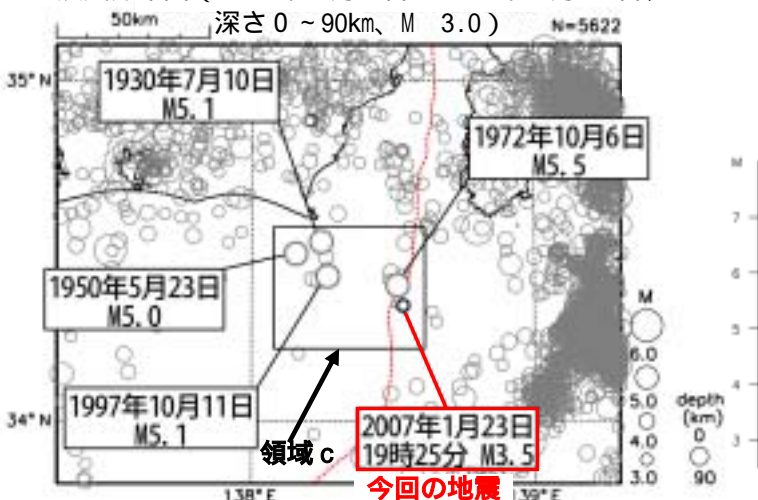 深さ0~90km、M 3.0)
50km
N=5622
35°N
1930年7月10日
M5.1
1972年10月6日
M5.5
M
7
1950年5月23日
M5.0
6
M
5
6.0
1997年10月11日
M5.1
5.0
depth
(km)
4
34°N
領域c
2007年1月23日
19時25分 M3.5
4.0
0
3
3.0
90
138°E
今回の地震
139°E